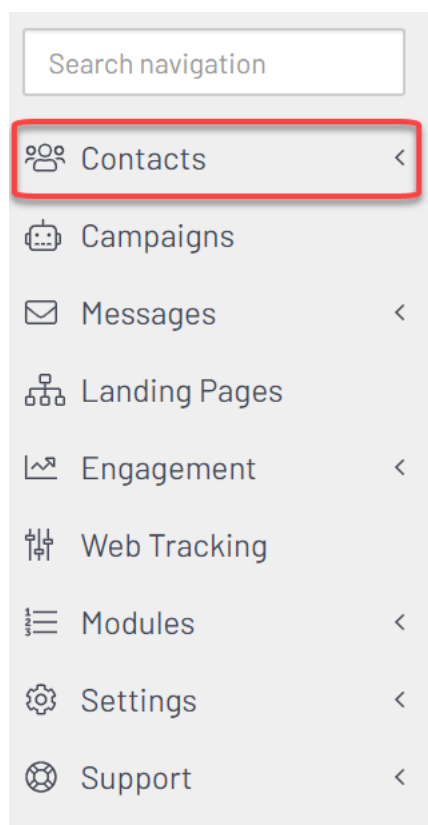 Search navigation
Contacts
Campaigns
Messages
Landing Pages
Engagement
Web Tracking
Modules
Settings
Support